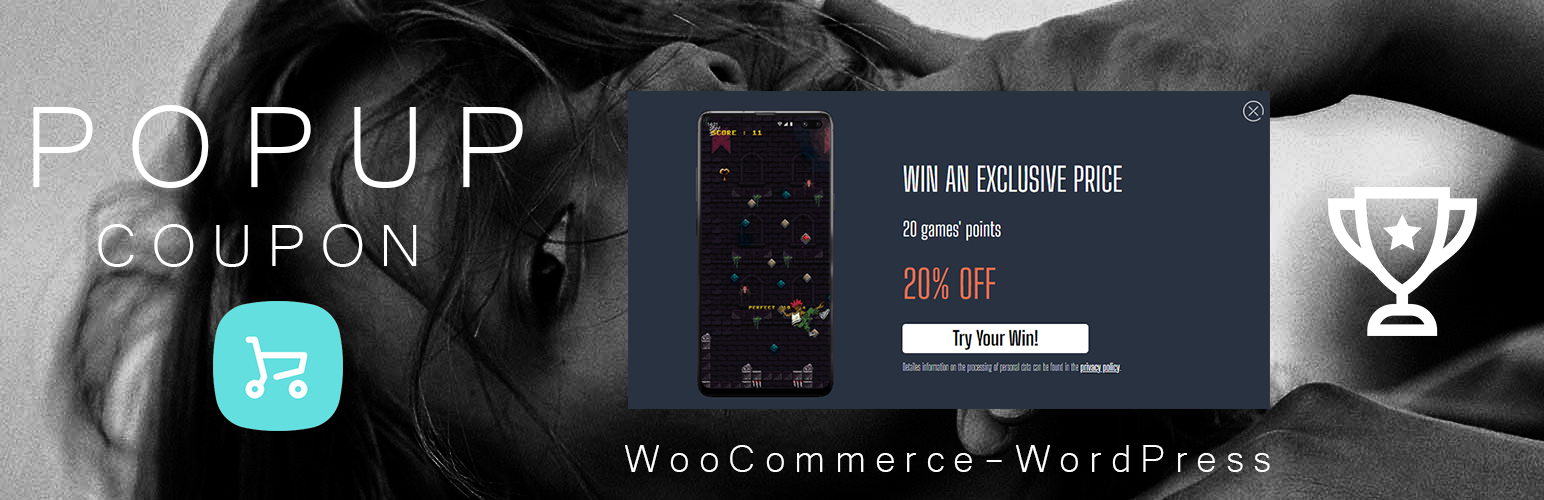 POPUP
COUPON
SCORE : 11
PERFECT
WIN AN EXCLUSIVE PRICE
20 games' points
20% OFF
Try Your Win!
Detailes information on the processing of personal data can be found in the privacy policy.
WooCommerce-WordPress